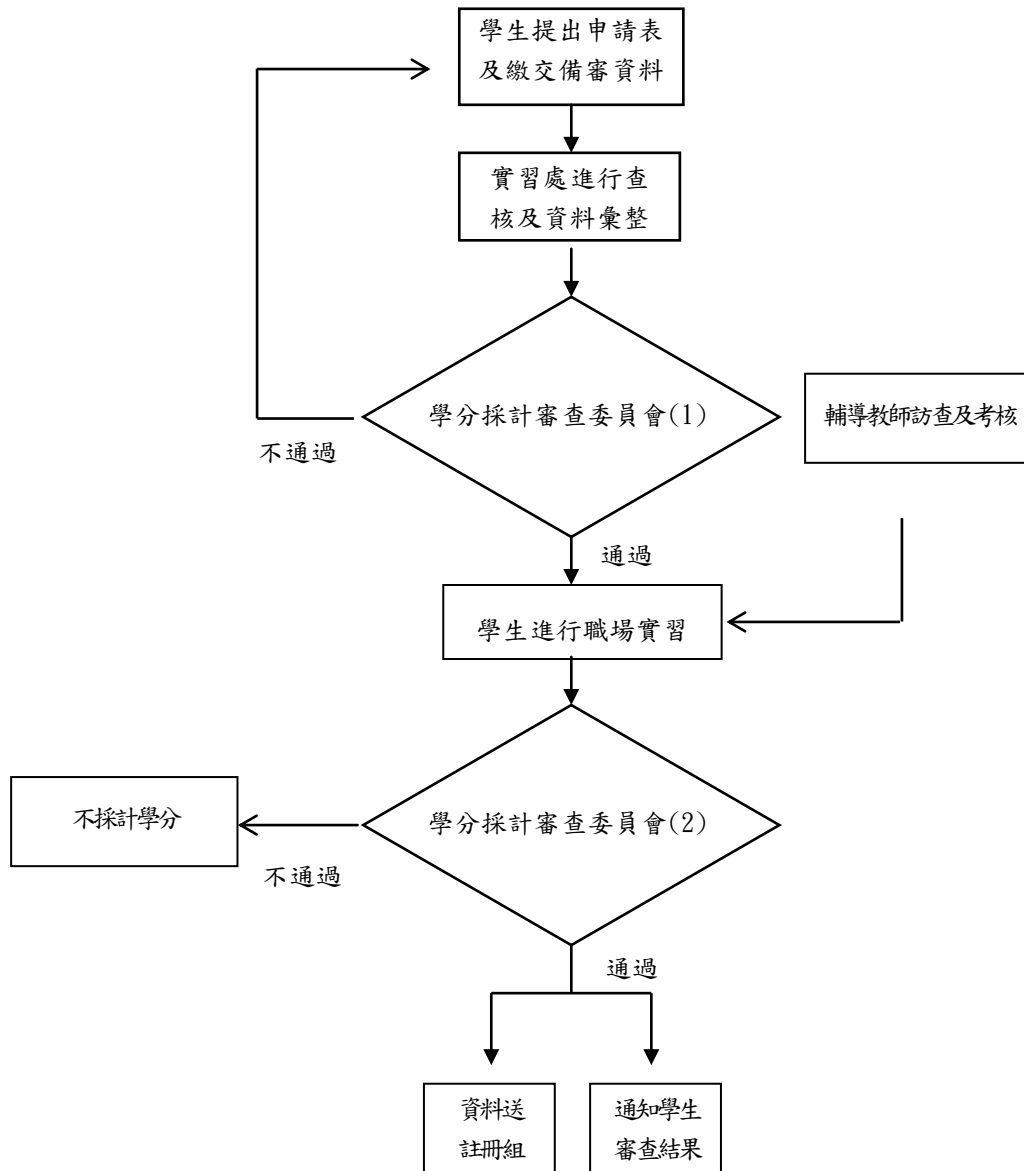 學生提出申請表
及繳交備審資料
實習處進行查
核及資料彙整
學分採計審查委員會(1)
輔導教師訪查及考核
不通過
通過
學生進行職場實習
學分採計審查委員會(2)
不採計學分
不通過
通過
資料送
註冊組
通知學生
審查結果